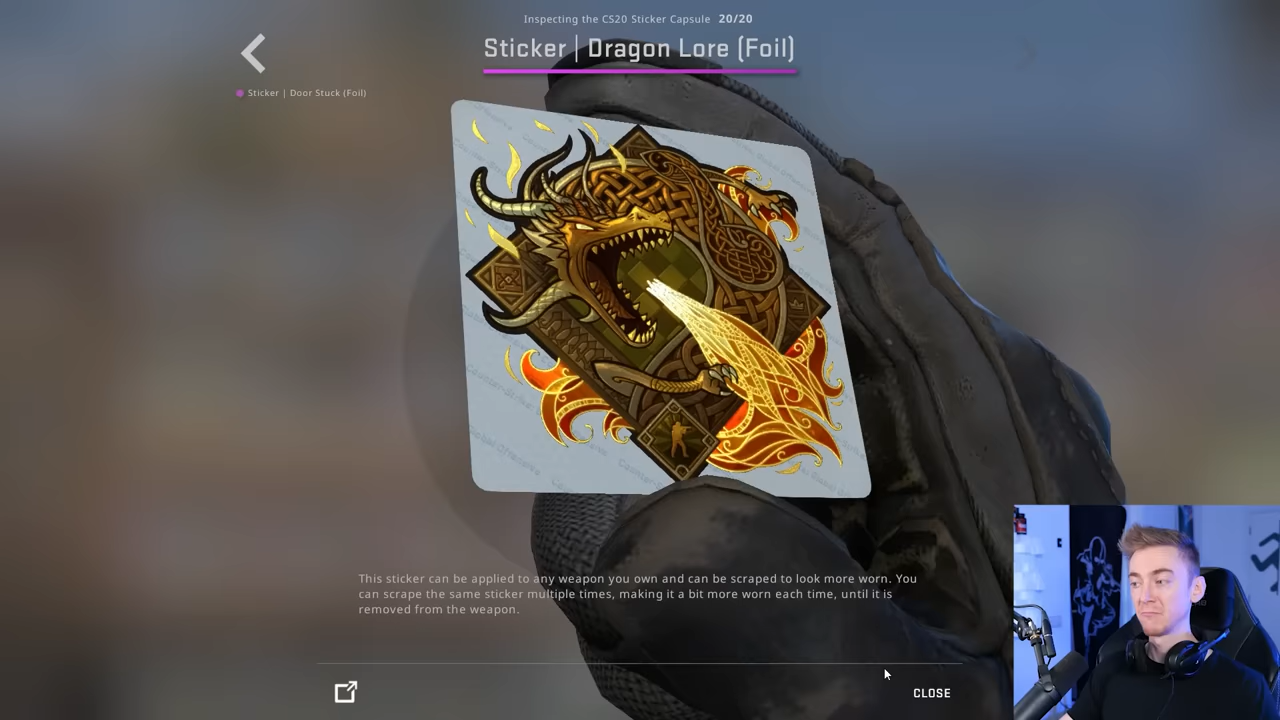 Inspecting the CS20 Sticker Capsule 20/20
Sticker | Dragon Lore (Foil)
Sticker | Door Stuck (Foil)
This sticker can be applied to any weapon you own and can be scraped to look more worn. You
can scrape the same sticker multiple times, making it a bit more worn each time, until it is
removed from the weapon.
CLOSE